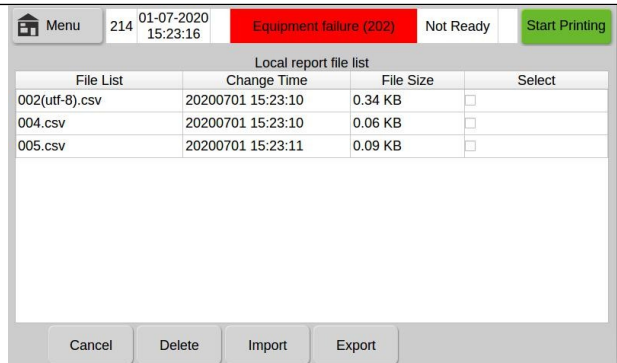 Menu
214
01-07-2020
15:23:16
Equipment failure (202)
Not Ready
Start Printing
Local report file list
File List Change Time File Size Select
002(utf-8).csv 20200701 15:23:10 0.34 KB
004.csv 20200701 15:23:10 0.06 KB
005.csv 20200701 15:23:11 0.09 KB
Cancel Delete Import Export